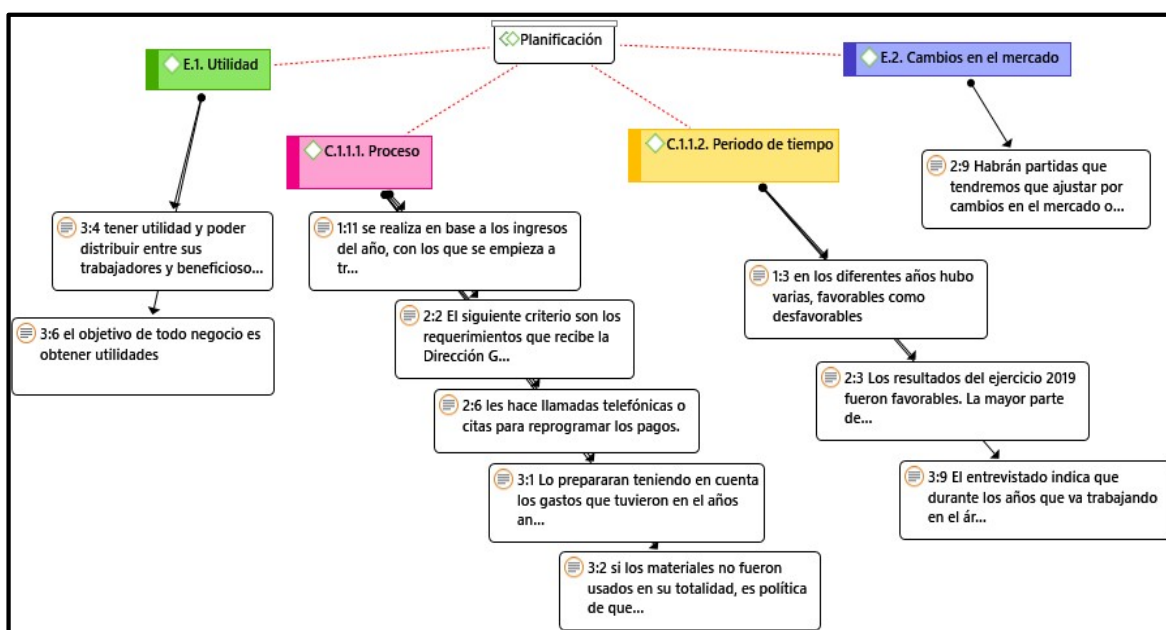 Planificación
E.1. Utilidad
E.2. Cambios en el mercado
C.1.1.1. Proceso
C.1.1.2. Periodo de tiempo
3:4 tener utilidad y poder
distribuir entre sus
trabajadores y beneficioso...
3:6 el objetivo de todo negocio es
obtener utilidades
1:11 se realiza en base a los ingresos
del año, con los que se empieza a
tr...
2:2 El siguiente criterio son los
requerimientos que recibe la
Dirección G...
2:6 les hace llamadas telefónicas o
citas para reprogramar los pagos.
3:1 Lo prepararan teniendo en cuenta
los gastos que tuvieron en el años
an...
3:2 si los materiales no fueron
usados en su totalidad, es política
de que...
1:3 en los diferentes años hubo
varias, favorables como
desfavorables
2:3 Los resultados del ejercicio 2019
fueron favorables. La mayor parte
de...
3:9 El entrevistado indica que
durante los años que va trabajando
en el ár...
2:9 Habrán partidas que
tendremos que ajustar por
cambios en el mercado o...